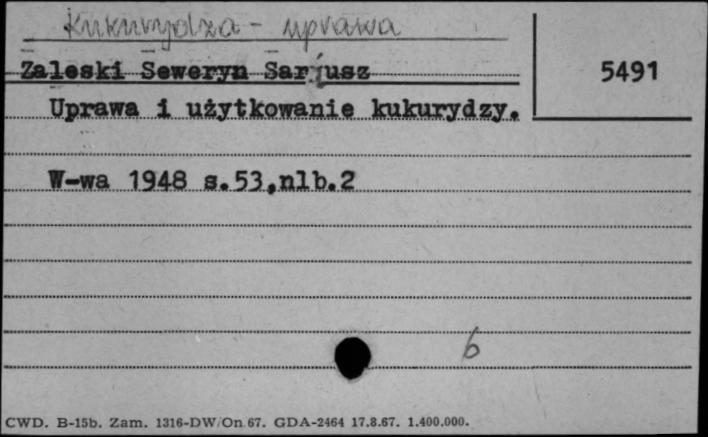 Kukurydza - uprawa
Zaleski Seweryn Sarjusz
5491
Uprawa i użytkowanie kukurydzy.
W-wa 1948 s.53,nlb.2
6
CWD. B-15b. Zam. 1316-DW/On 67. GDA-2464 17.8.67. 1.400.000.